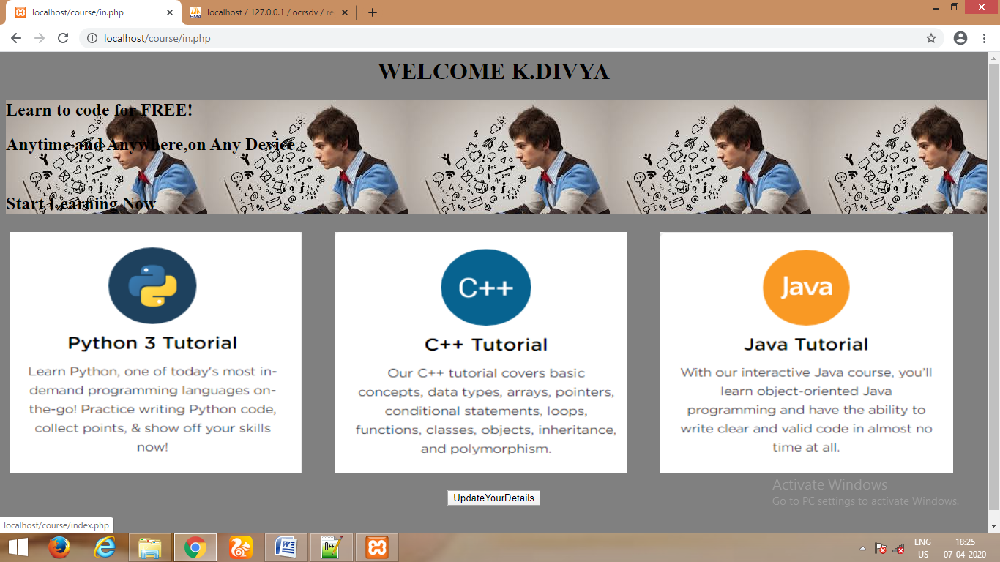 localhost/course/in.php
localhost / 127.0.0.1 / ocrsdv / re
localhost/course/in.php
WELCOME K.DIVYA
Learn to code for FREE!
Anytime and Anywhere,on Any Device
Start Learning Now
C++
Java
Python 3 Tutorial
C++ Tutorial
Java Tutorial
Learn Python, one of today's most in-
demand programming languages on-
the-go! Practice writing Python code,
collect points, & show off your skills
now!
Our C++ tutorial covers basic
concepts, data types, arrays, pointers,
conditional statements, loops,
functions, classes, objects, inheritance,
and polymorphism.
With our interactive Java course, you'll
learn object-oriented Java
programming and have the ability to
write clear and valid code in almost no
time at all.
UpdateYourDetails
Activate Windows
Go to PC settings to activate Windows.
localhost/course/index.php
ENG
US
18:25
07-04-2020